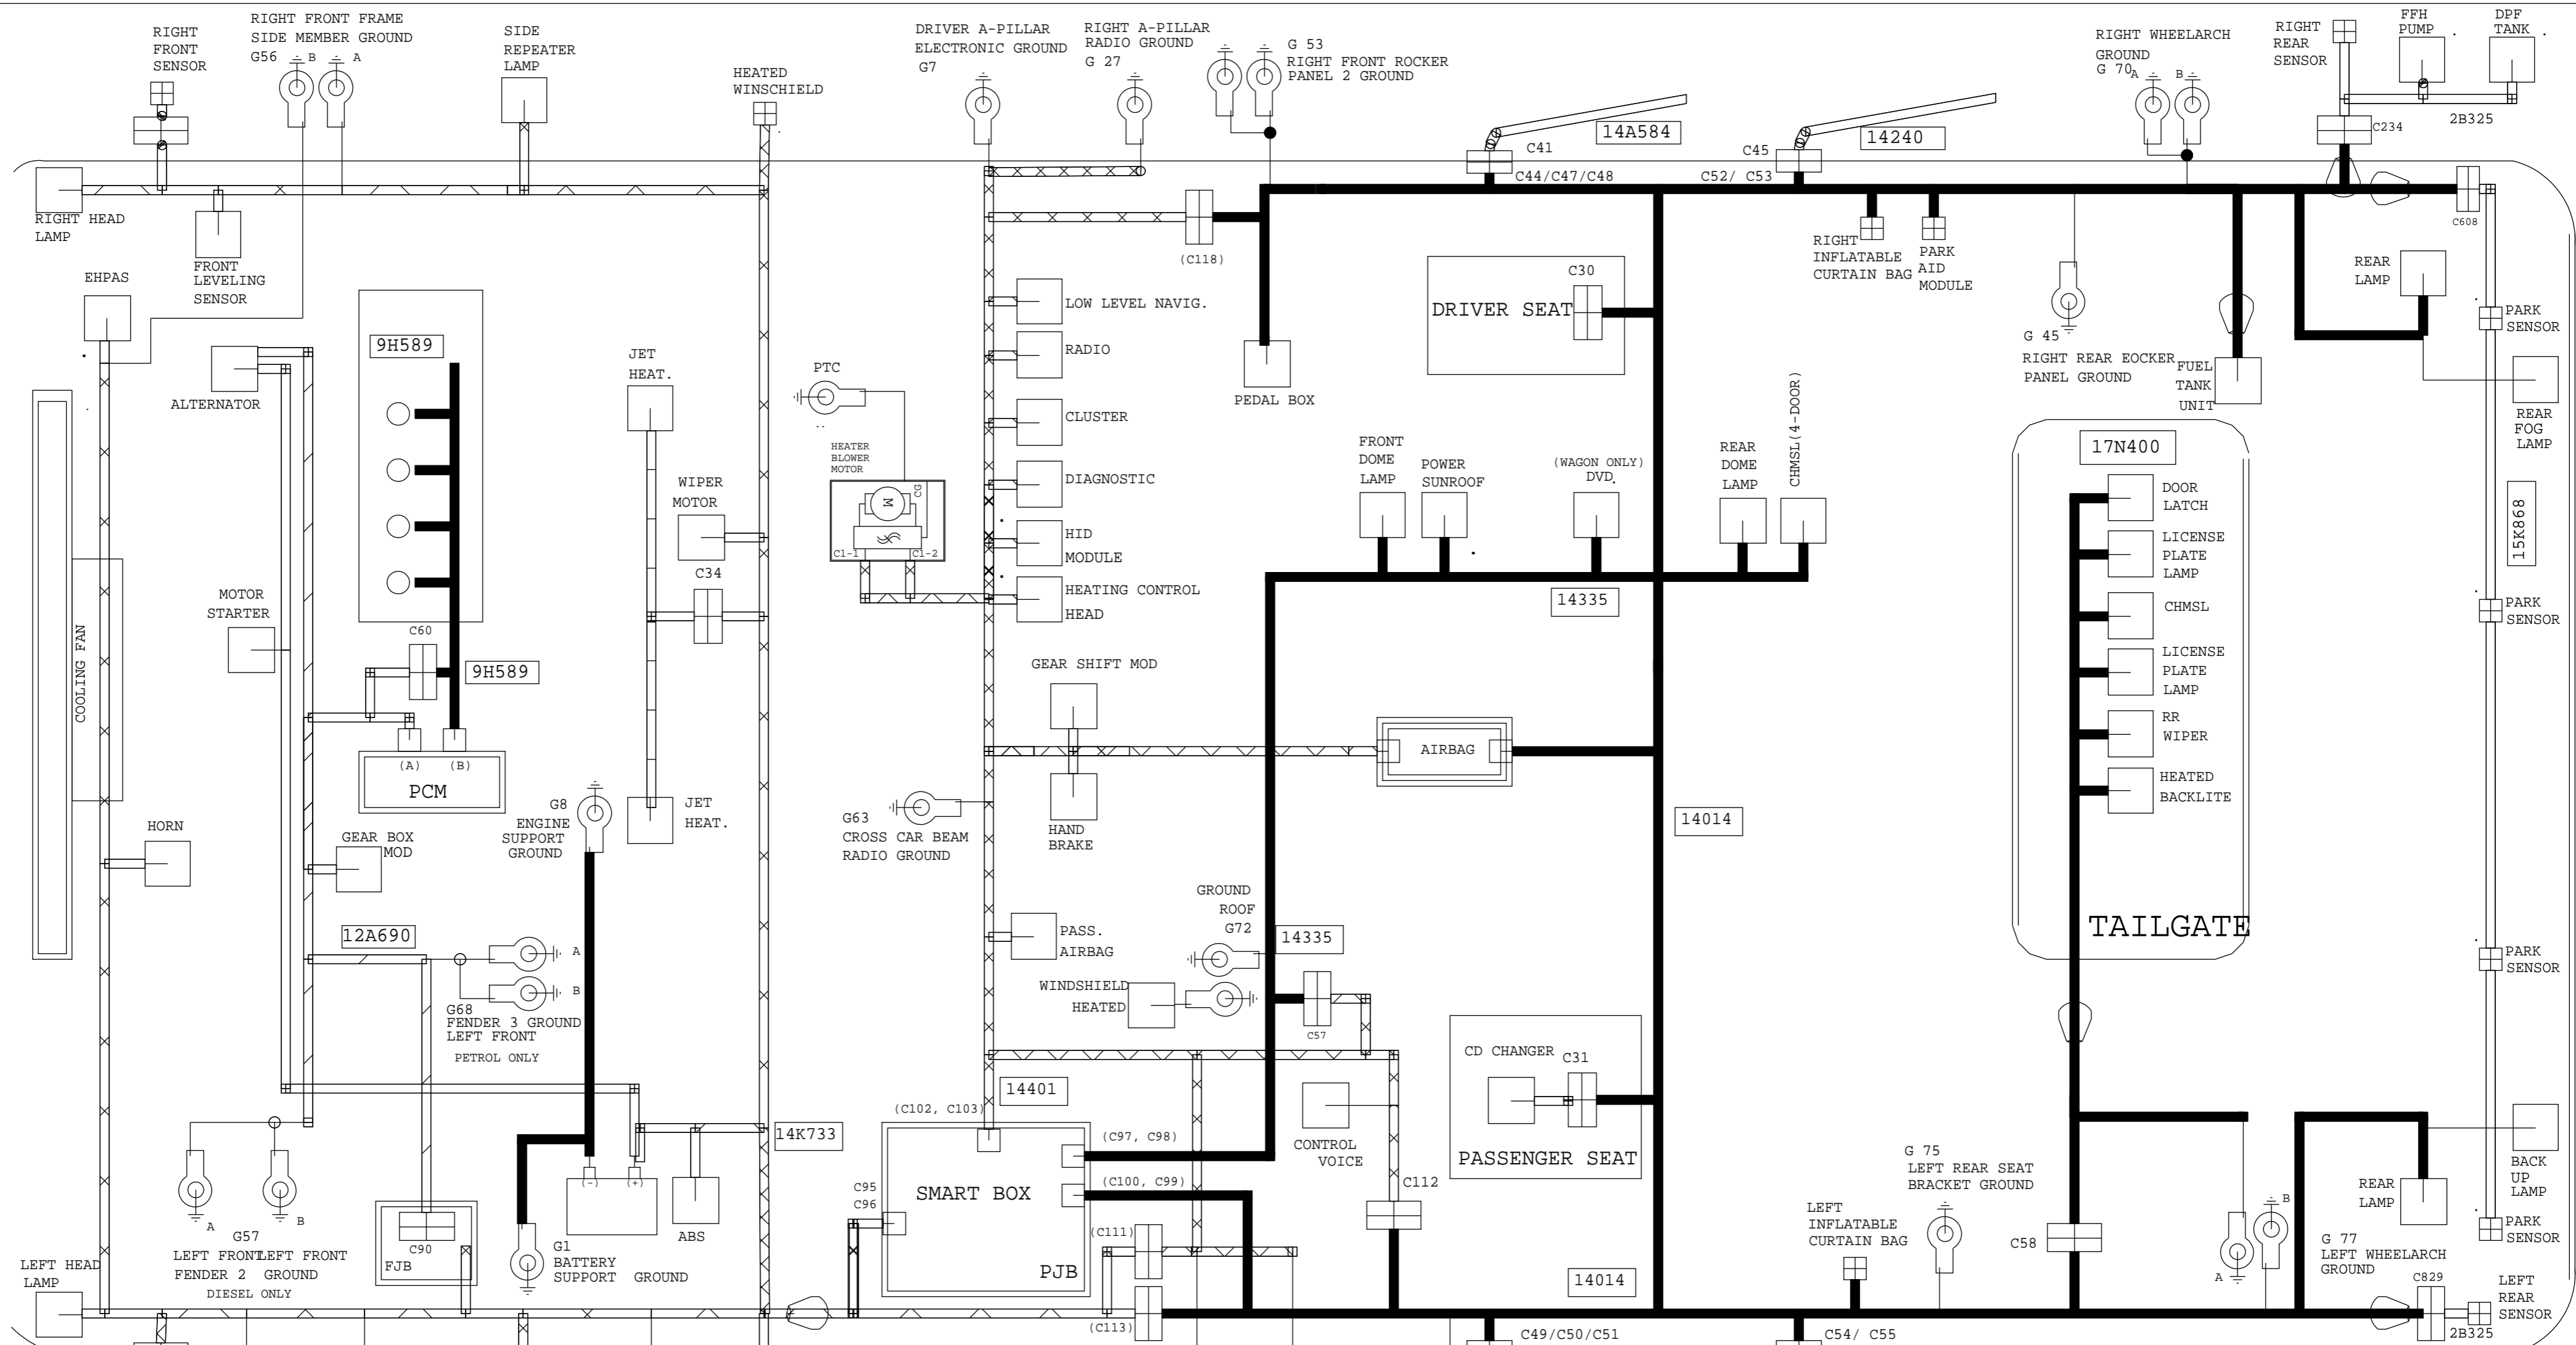 RIGHT
FRONT
SENSOR
RIGHT FRONT FRAME
SIDE MEMBER GROUND
G56
B
A
SIDE
REPEATER
LAMP
HEATED
WINSCHIELD
DRIVER A-PILLAR
ELECTRONIC GROUND
G7
RIGHT A-PILLAR
RADIO GROUND
G 27
G 53
RIGHT FRONT ROCKER
PANEL 2 GROUND
14A584
C41
C44/C47/C48
14240
C45
C52/ C53
RIGHT WHEELARCH
GROUND
G 70
A
B
RIGHT
REAR
SENSOR
FFH
PUMP
DPF
TANK
2B325
C234
C608
RIGHT HEAD
LAMP
FRONT
LEVELING
SENSOR
EHPAS
9H589
ALTERNATOR
JET
HEAT.
PTC
HEATER
BLOWER
MOTOR
M
CG
C1-1
C1-2
WIPER
MOTOR
C34
(C118)
LOW LEVEL NAVIG.
RADIO
CLUSTER
DIAGNOSTIC
HID
MODULE
HEATING CONTROL
HEAD
PEDAL BOX
C30
DRIVER SEAT
RIGHT
INFLATABLE
CURTAIN BAG
PARK
AID
MODULE
G 45
RIGHT REAR EOCKER
PANEL GROUND
FUEL
TANK
UNIT
REAR
LAMP
PARK
SENSOR
REAR
FOG
LAMP
FRONT
DOME
LAMP
POWER
SUNROOF
(WAGON ONLY)
DVD
REAR
DOME
LAMP
CHMSL(4-DOOR)
14335
17N400
DOOR
LATCH
LICENSE
PLATE
LAMP
CHMSL
LICENSE
PLATE
LAMP
RR
WIPER
HEATED
BACKLITE
TAILGATE
15K868
PARK
SENSOR
MOTOR
STARTER
COOLING FAN
C60
9H589
(A)
(B)
PCM
HORN
GEAR BOX
MOD
G8
ENGINE
SUPPORT
GROUND
JET
HEAT.
GEAR SHIFT MOD
HAND
BRAKE
G63
CROSS CAR BEAM
RADIO GROUND
AIRBAG
14014
12A690
A
B
G68
FENDER 3 GROUND
LEFT FRONT
PETROL ONLY
PASS.
AIRBAG
GROUND
ROOF
G72
14335
WINDSHIELD
HEATED
C57
PARK
SENSOR
14401
(C102, C103)
14K733
(C97, C98)
(C100, C99)
C95
C96
SMART BOX
PJB
(C111)
(C113)
CONTROL
VOICE
C112
CD CHANGER
C31
PASSENGER SEAT
A
B
G57
LEFT FRONT
FENDER 2
LEFT FRONT
GROUND
DIESEL ONLY
C90
FJB
(-)
(+)
ABS
G1
BATTERY
SUPPORT GROUND
LEFT HEAD
LAMP
14014
C49/C50/C51
C54/ C55
LEFT
INFLATABLE
CURTAIN BAG
G 75
LEFT REAR SEAT
BRACKET GROUND
C58
A
B
G 77
LEFT WHEELARCH
GROUND
REAR
LAMP
BACK
UP
LAMP
PARK
SENSOR
C829
LEFT
REAR
SENSOR
2B325